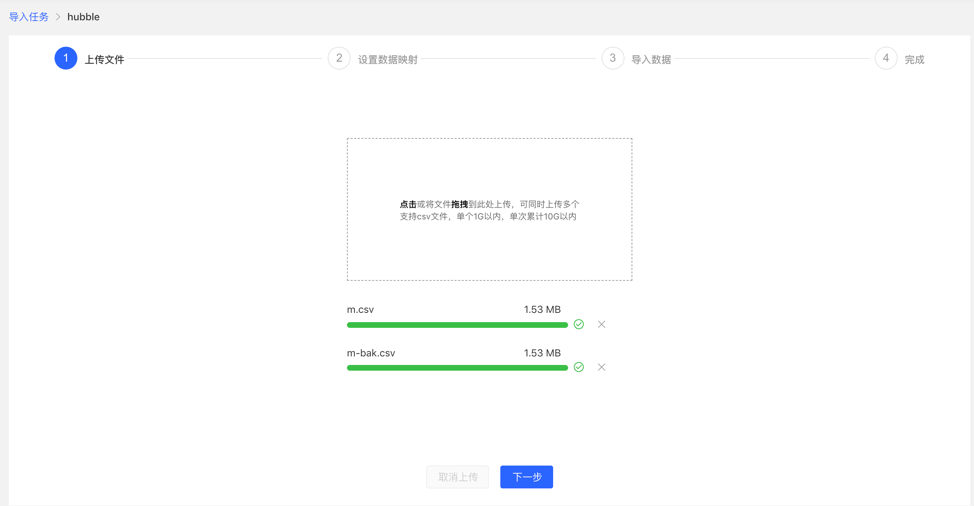 导入任务 > hubble
1 上传文件 2 设置数据映射 3 导入数据 4 完成
点击或将文件拖拽到此处上传，可同时上传多个
支持csv文件，单个1G以内，单次累计10G以内
m.csv 1.53 MB
m-bak.csv 1.53 MB
取消上传 下一步